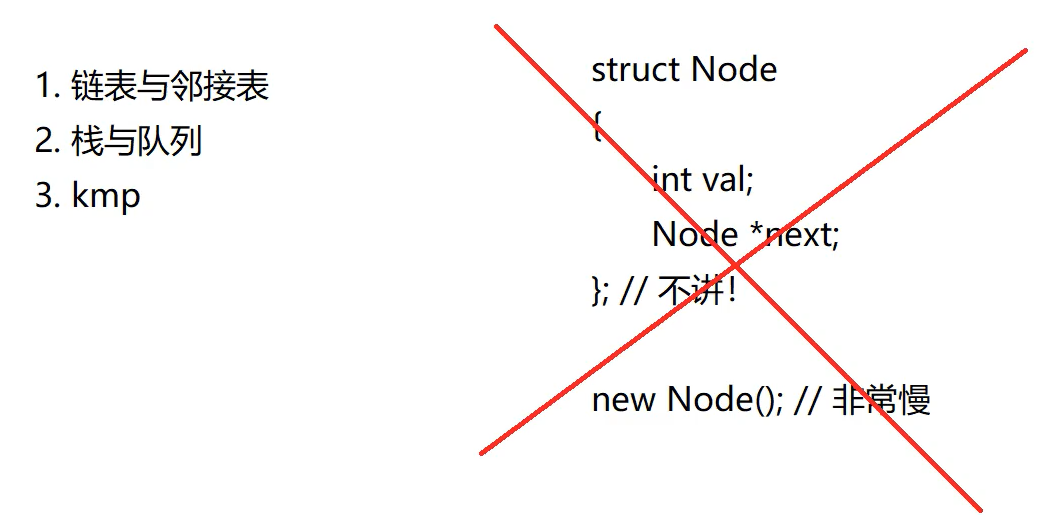 1. 链表与邻接表
2. 栈与队列
3. kmp
struct Node
{
int val;
Node *next;
}; // 不讲！
new Node(); // 非常慢